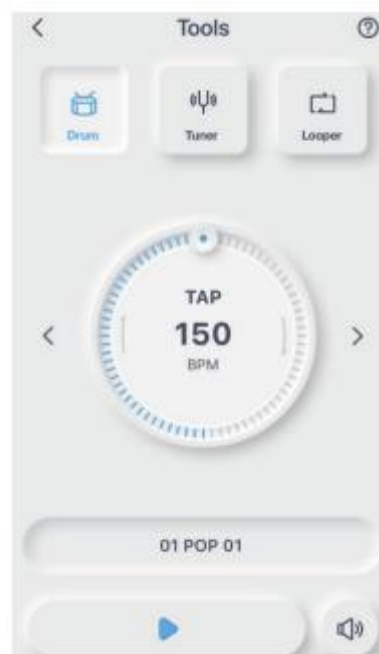 Tools
Drum Tuner Looper
TAP
150
BPM
01 POP 01